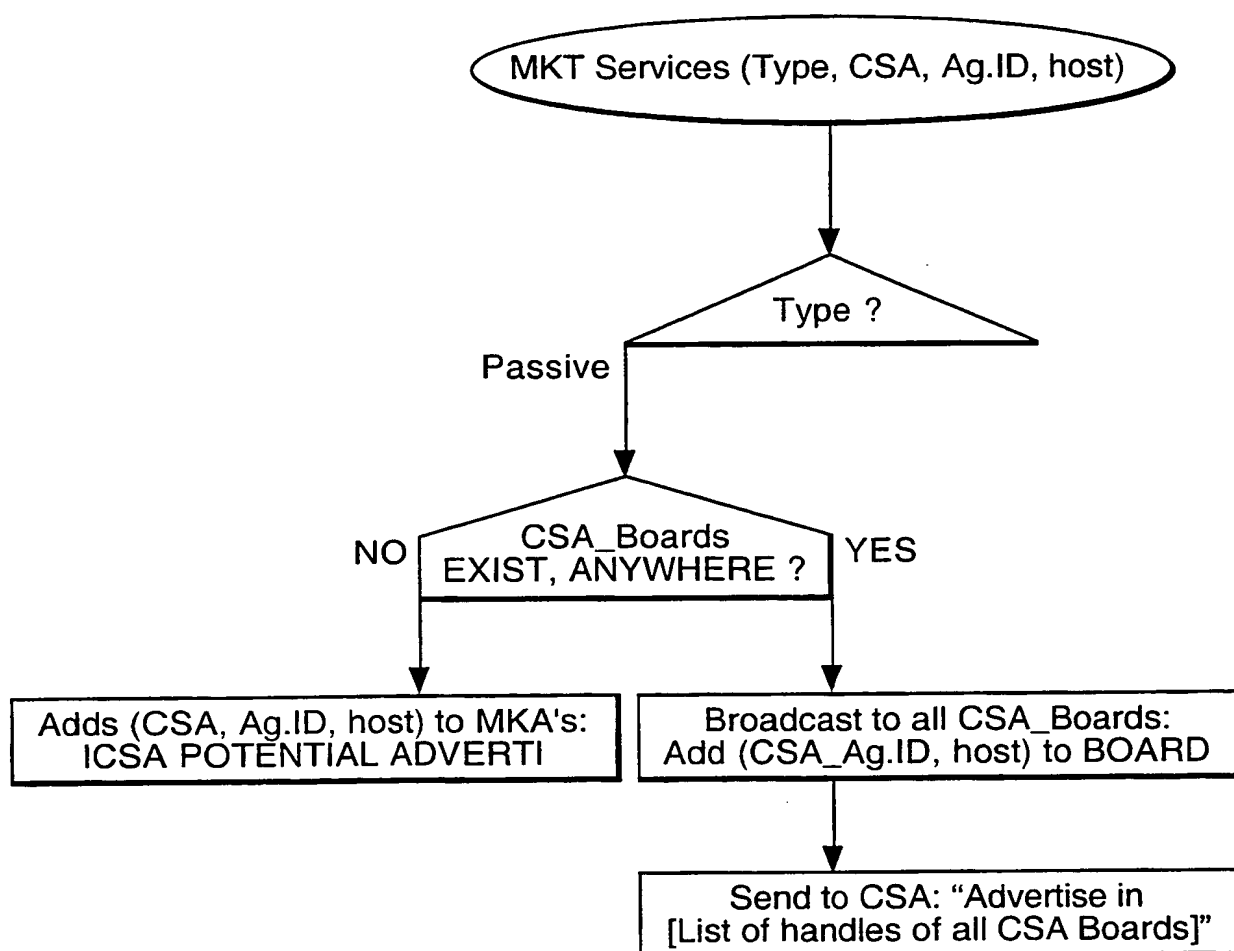 MKT Services (Type, CSA, Ag.ID, host)
Type ?
Passive
CSA_Boards
EXIST, ANYWHERE ?
NO
YES
Adds (CSA, Ag.ID, host) to MKA's:
ICSA POTENTIAL ADVERTI
Broadcast to all CSA_Boards:
Add (CSA_Ag.ID, host) to BOARD
Send to CSA: “Advertise in
[List of handles of all CSA Boards]”